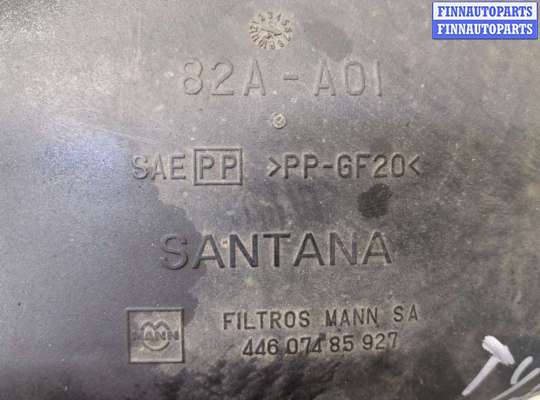 FINNAUTOPARTS
FINNAUTOPARTS
82A-A01
SAE PP >PP-GF20<
SANTANA
MANN
FILTROS MANN SA
446 074 85 927